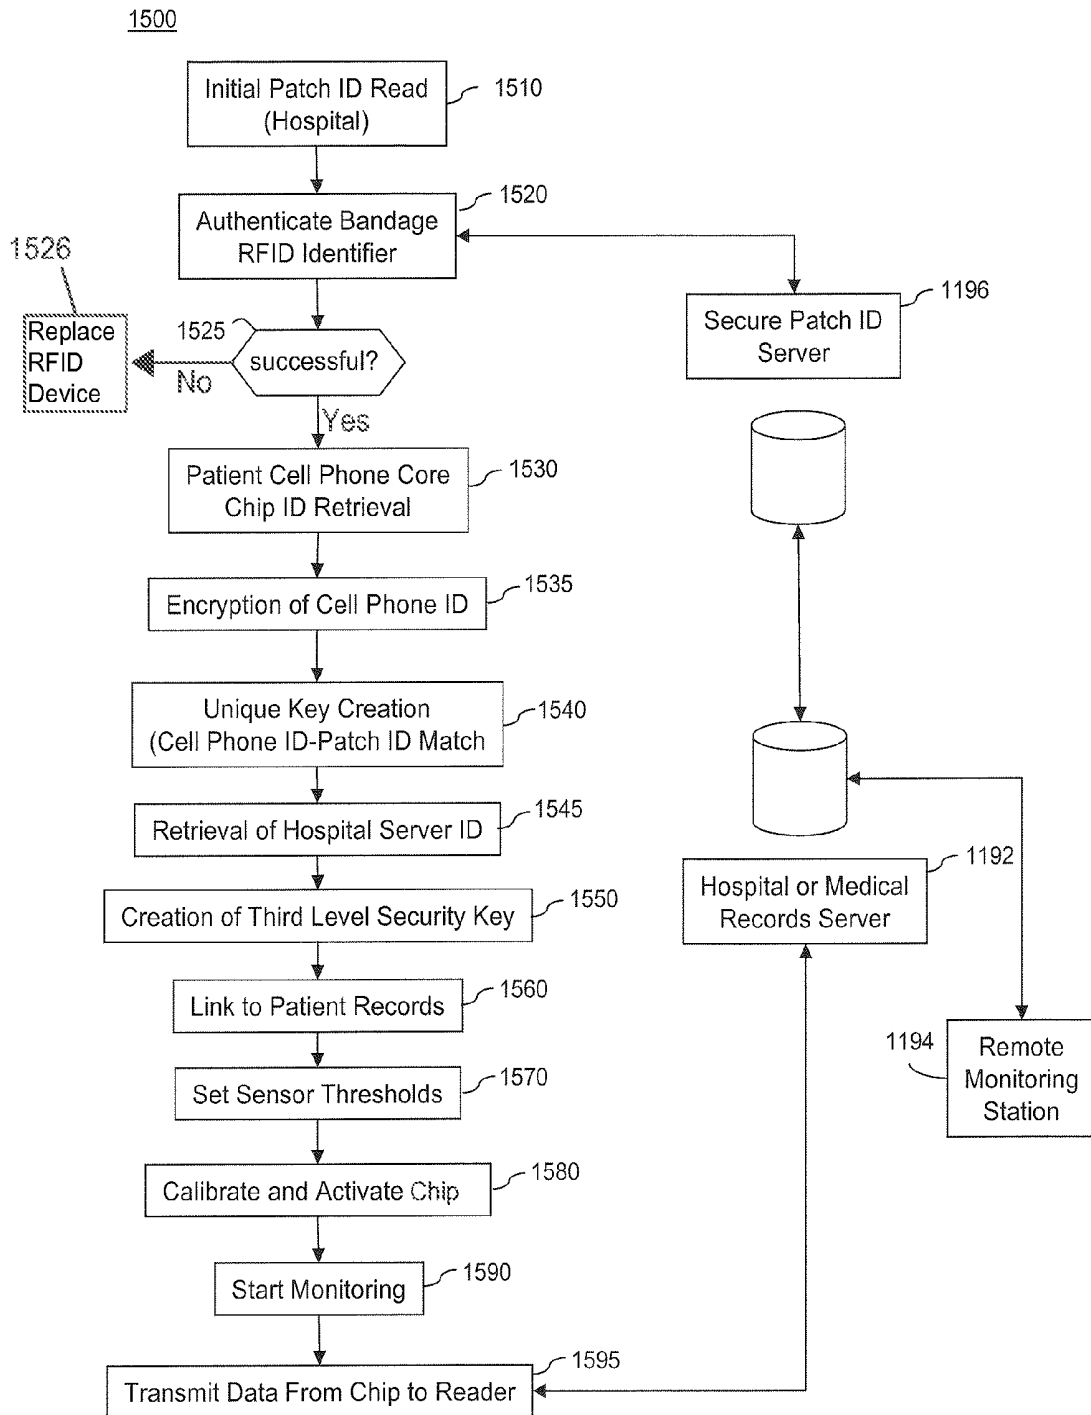 1500
Initial Patch ID Read
(Hospital)
1510
Authenticate Bandage
RFID Identifier
1520
1526
Replace
RFID
Device
1525
successful?
No
Yes
Secure Patch ID
Server
1196
Patient Cell Phone Core
Chip ID Retrieval
1530
Encryption of Cell Phone ID
1535
Unique Key Creation
(Cell Phone ID-Patch ID Match
1540
Retrieval of Hospital Server ID
1545
Creation of Third Level Security Key
1550
Hospital or Medical
Records Server
1192
Link to Patient Records
1560
Set Sensor Thresholds
1570
1194
Remote
Monitoring
Station
Calibrate and Activate Chip
1580
Start Monitoring
1590
Transmit Data From Chip to Reader
1595